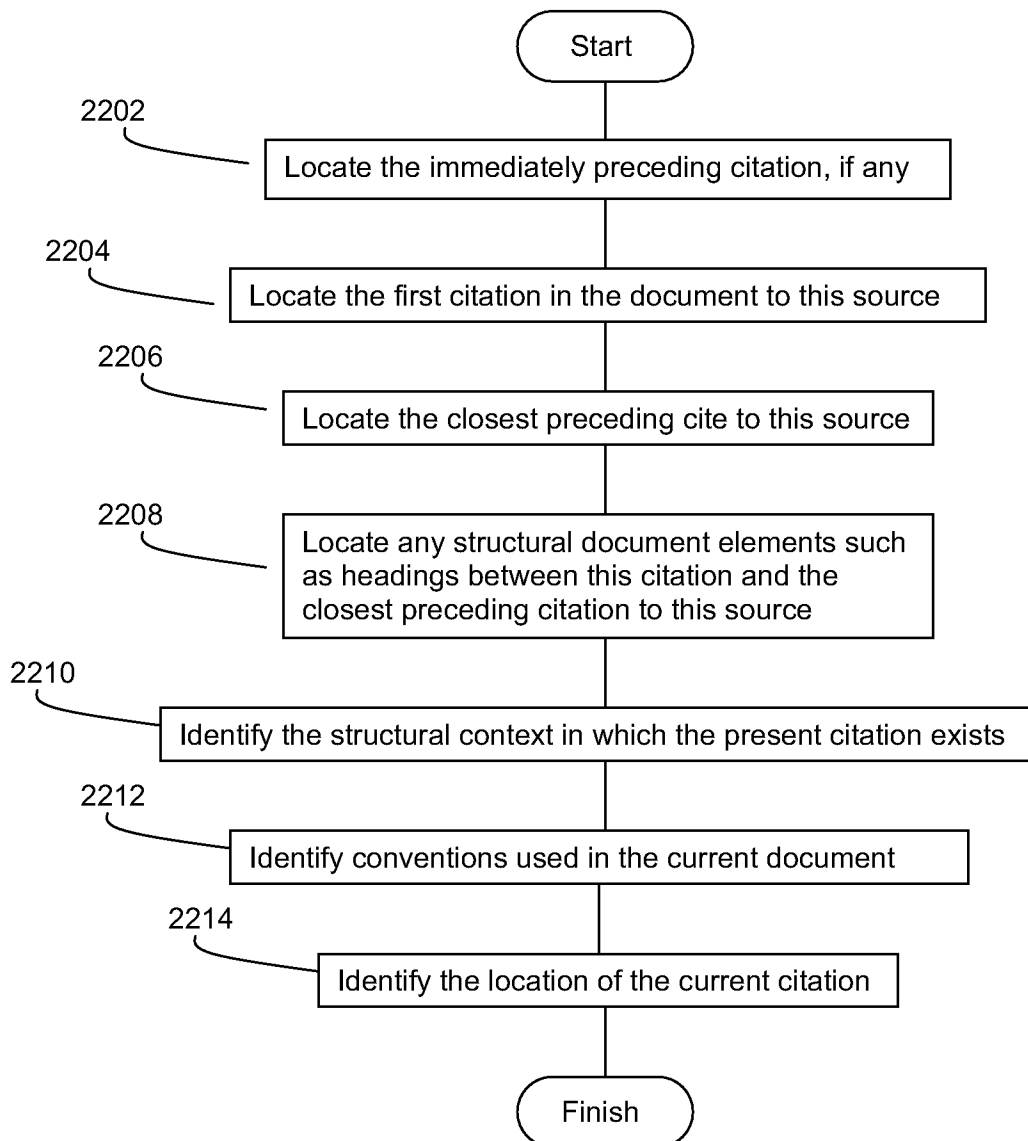 Start
2202
Locate the immediately preceding citation, if any
2204
Locate the first citation in the document to this source
2206
Locate the closest preceding cite to this source
2208
Locate any structural document elements such
as headings between this citation and the
closest preceding citation to this source
2210
Identify the structural context in which the present citation exists
2212
Identify conventions used in the current document
2214
Identify the location of the current citation
Finish